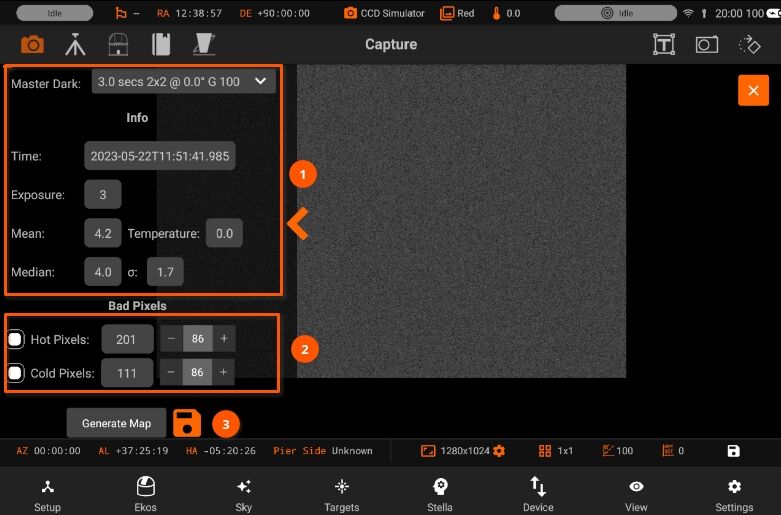 Idle – RA 12:38:57 DE +90:00:00 CCD Simulator Red 0.0 Idle 20:00 100
Capture
T
Master Dark: 3.0 secs 2x2 @ 0.0° G 100
Info
Time: 2023-05-22T11:51:41.985
1
Exposure: 3
Mean: 4.2 Temperature: 0.0
Median: 4.0 σ: 1.7
Bad Pixels
Hot Pixels: 201 − 86 +
2
Cold Pixels: 111 − 86 +
Generate Map 3
AZ 00:00:00 AL +37:25:19 HA -05:20:26 Pier Side Unknown 1280x1024 1x1 100 0
Setup Ekos Sky Targets Stella Device View Settings